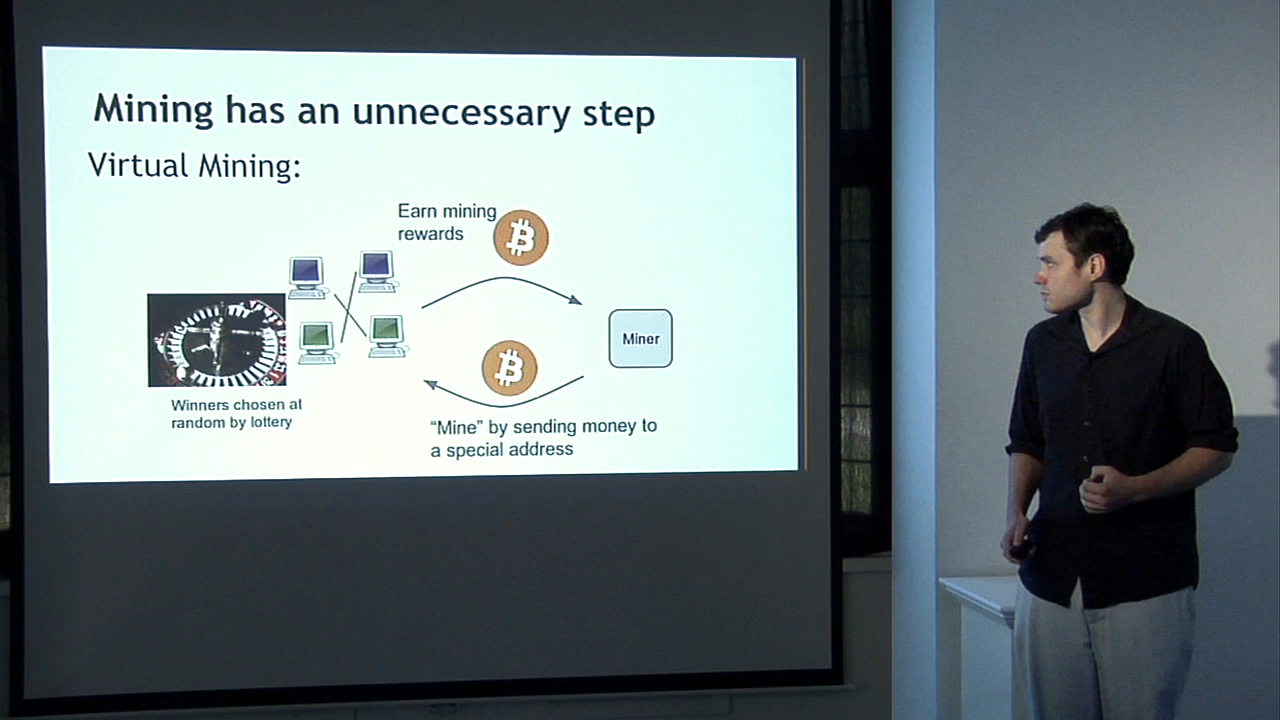 Mining has an unnecessary step
Virtual Mining:
Earn mining
rewards
Miner
Winners chosen at
random by lottery
“Mine” by sending money to
a special address